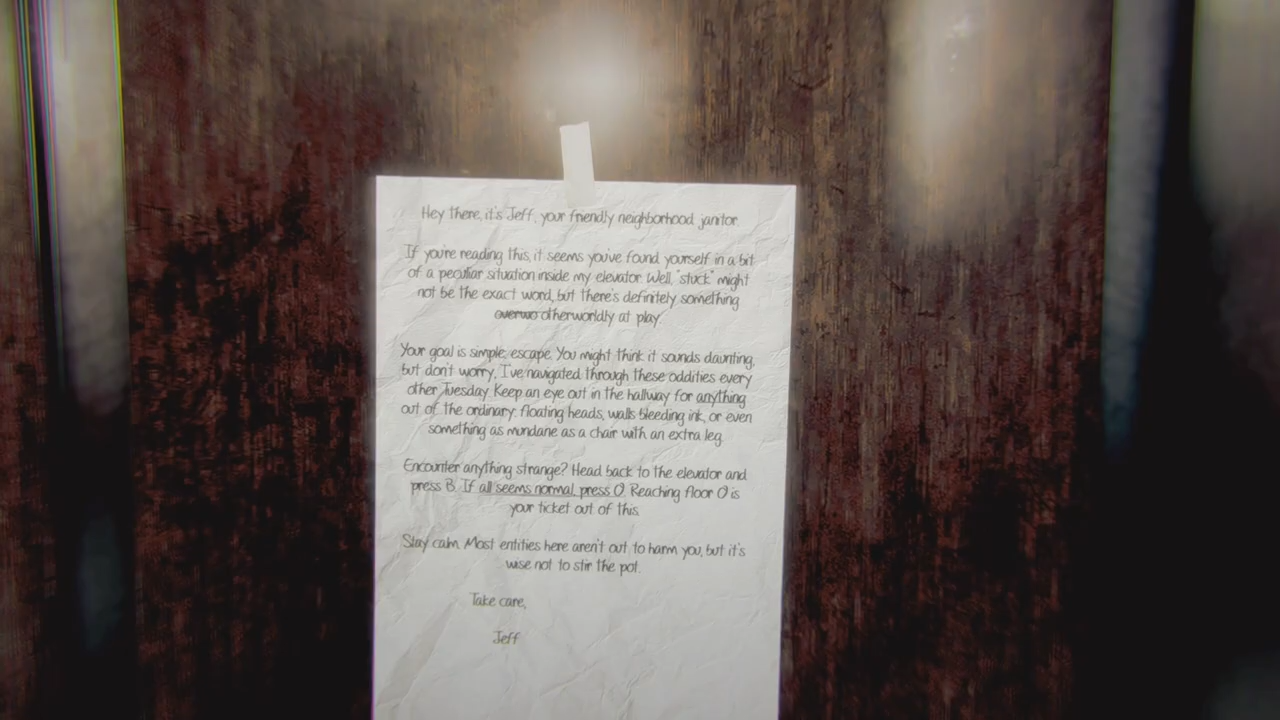 Hey there, it's Jeff, your friendly neighborhood janitor.
If you're reading this, it seems you've found yourself in a bit
of a peculiar situation inside my elevator. Well, "stuck" might
not be the exact word, but there's definitely something
otherworldly at play.
Your goal is simple: escape. You might think it sounds daunting,
but don't worry, I've navigated through these oddities every
other Tuesday. Keep an eye out in the hallway for anything
out of the ordinary: floating heads, walls bleeding ink, or even
something as mundane as a chair with an extra leg.
Encounter anything strange? Head back to the elevator and
press B. If all seems normal, press O. Reaching floor O is
your ticket out of this.
Stay calm. Most entities here aren't out to harm you, but it's
wise not to stir the pot.
Take care,
Jeff